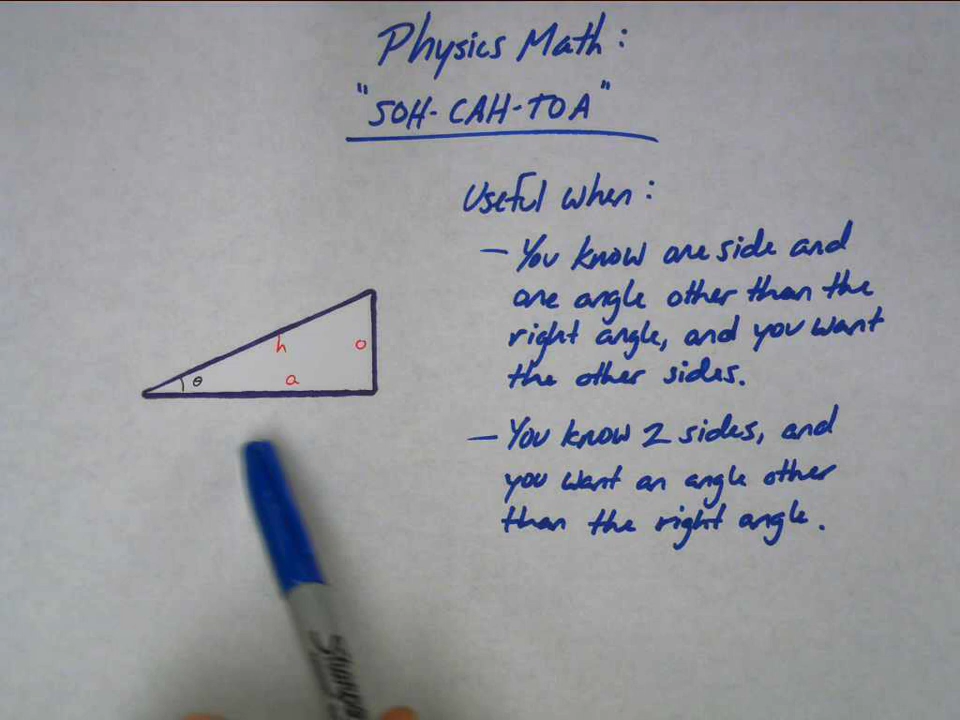 Physics Math:
"SOH-CAH-TOA"
Useful when:
- You know one side and
one angle other than the
right angle, and you want
the other sides.
h
o
θ
a
- You know 2 sides, and
you want an angle other
than the right angle.
Sharpie